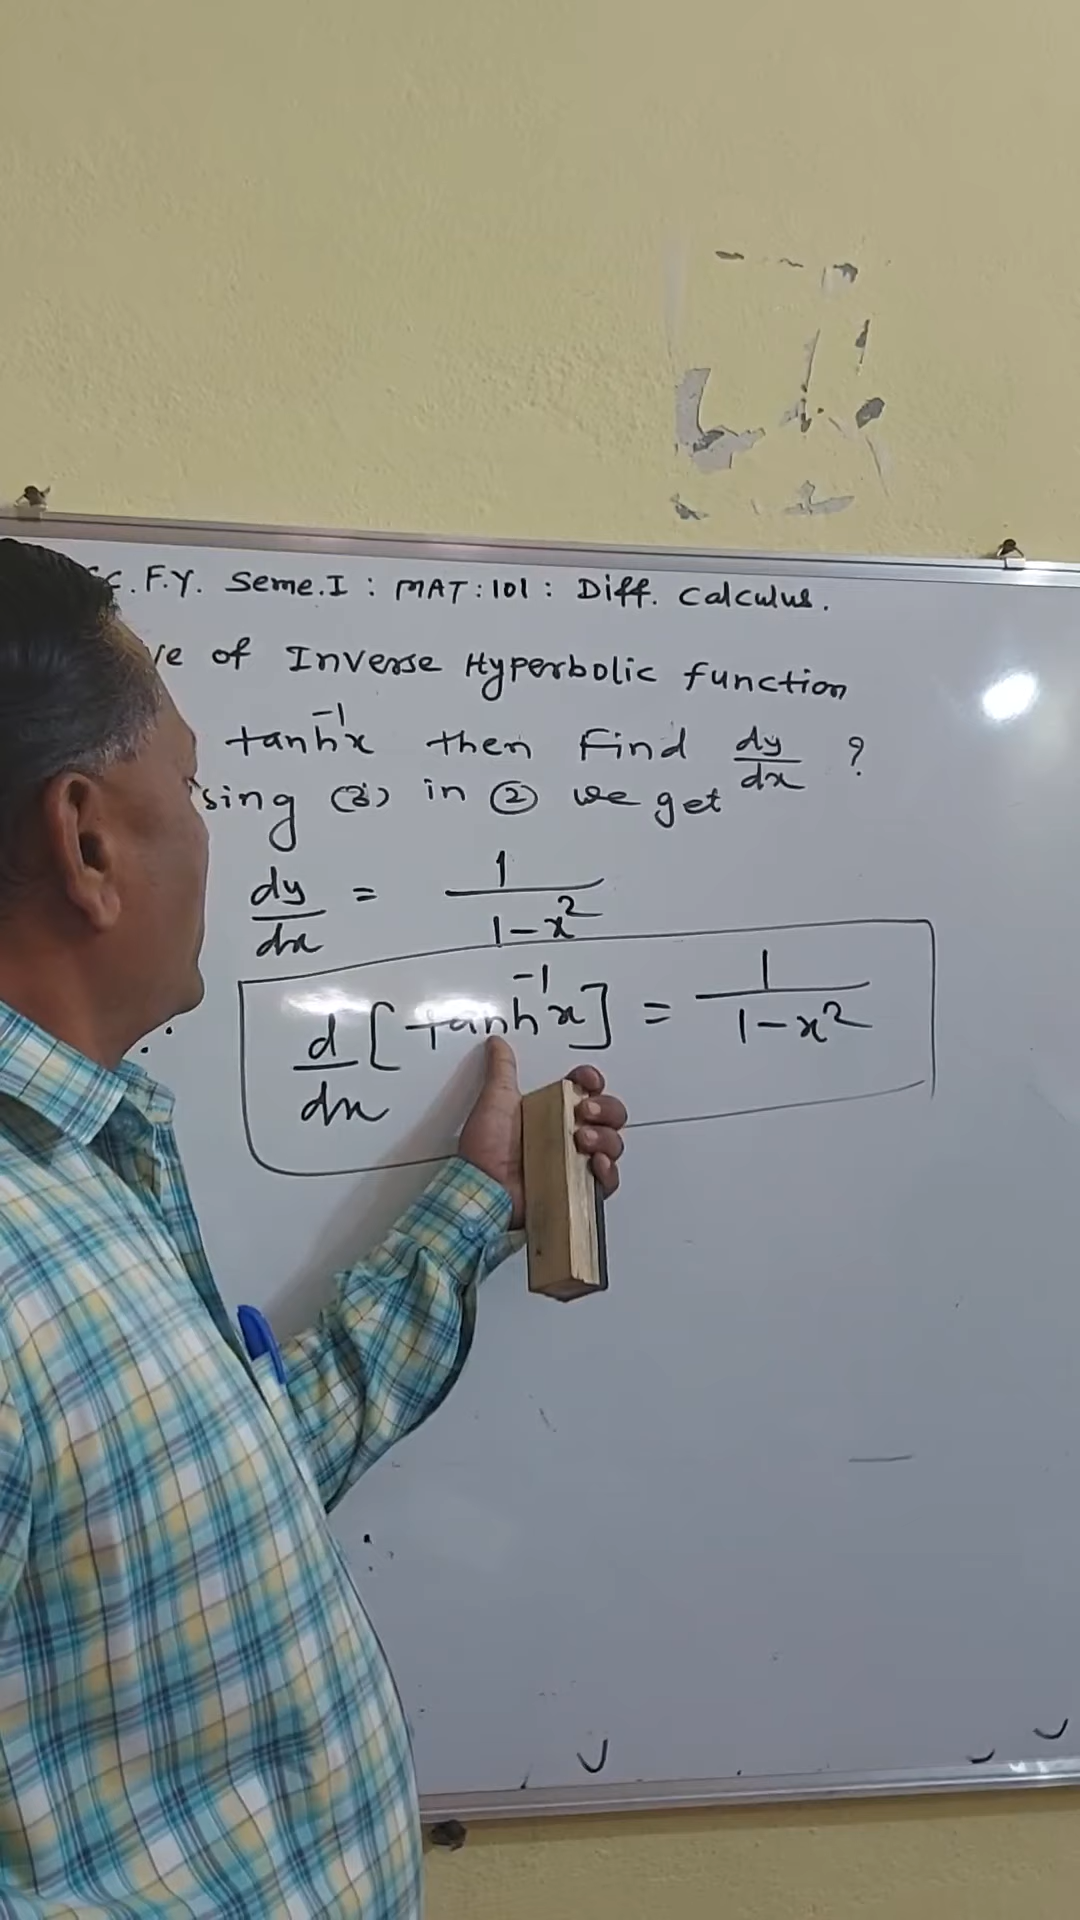 . F.Y. Seme.I : MAT:101 : Diff. Calculus.
of Inverse Hyperbolic function
tanh⁻¹x then Find dy/dx ?
(3) in ② we get
dy/dx = 1/(1-x²)
∴ d/dx [tanh⁻¹x] = 1/(1-x²)